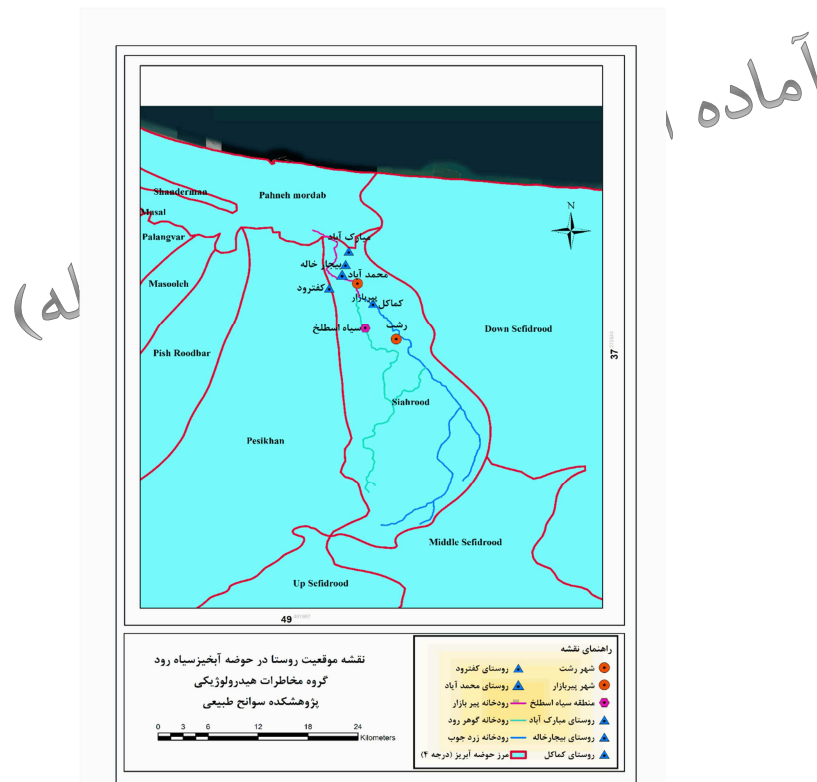 آماده
له)
Shanderman
Pahneh mordab
Masal
Palangvar
Masooleh
Pish Roodbar
Pesikhan
Siahrood
Down Sefidrood
Middle Sefidrood
Up Sefidrood
N
مبارک آباد
بیجار خاله
محمد آباد
کفترود
پیربازار
کماکل
سیاه اسطلخ
رشت
37
49
نقشه موقعیت روستا در حوضه آبخیزسیاه رود
گروه مخاطرات هیدرولوژیکی
پژوهشکده سوانح طبیعی
0 3 6 12 18 24
Kilometers
راهنمای نقشه
شهر رشت
روستای کفترود
شهر پیربازار
روستای محمد آباد
منطقه سیاه اسطلخ
رودخانه پیر بازار
روستای مبارک آباد
رودخانه گوهر رود
روستای بیجارخاله
رودخانه زرد جوب
روستای کماکل
مرز حوضه آبریز (درجه ۴)